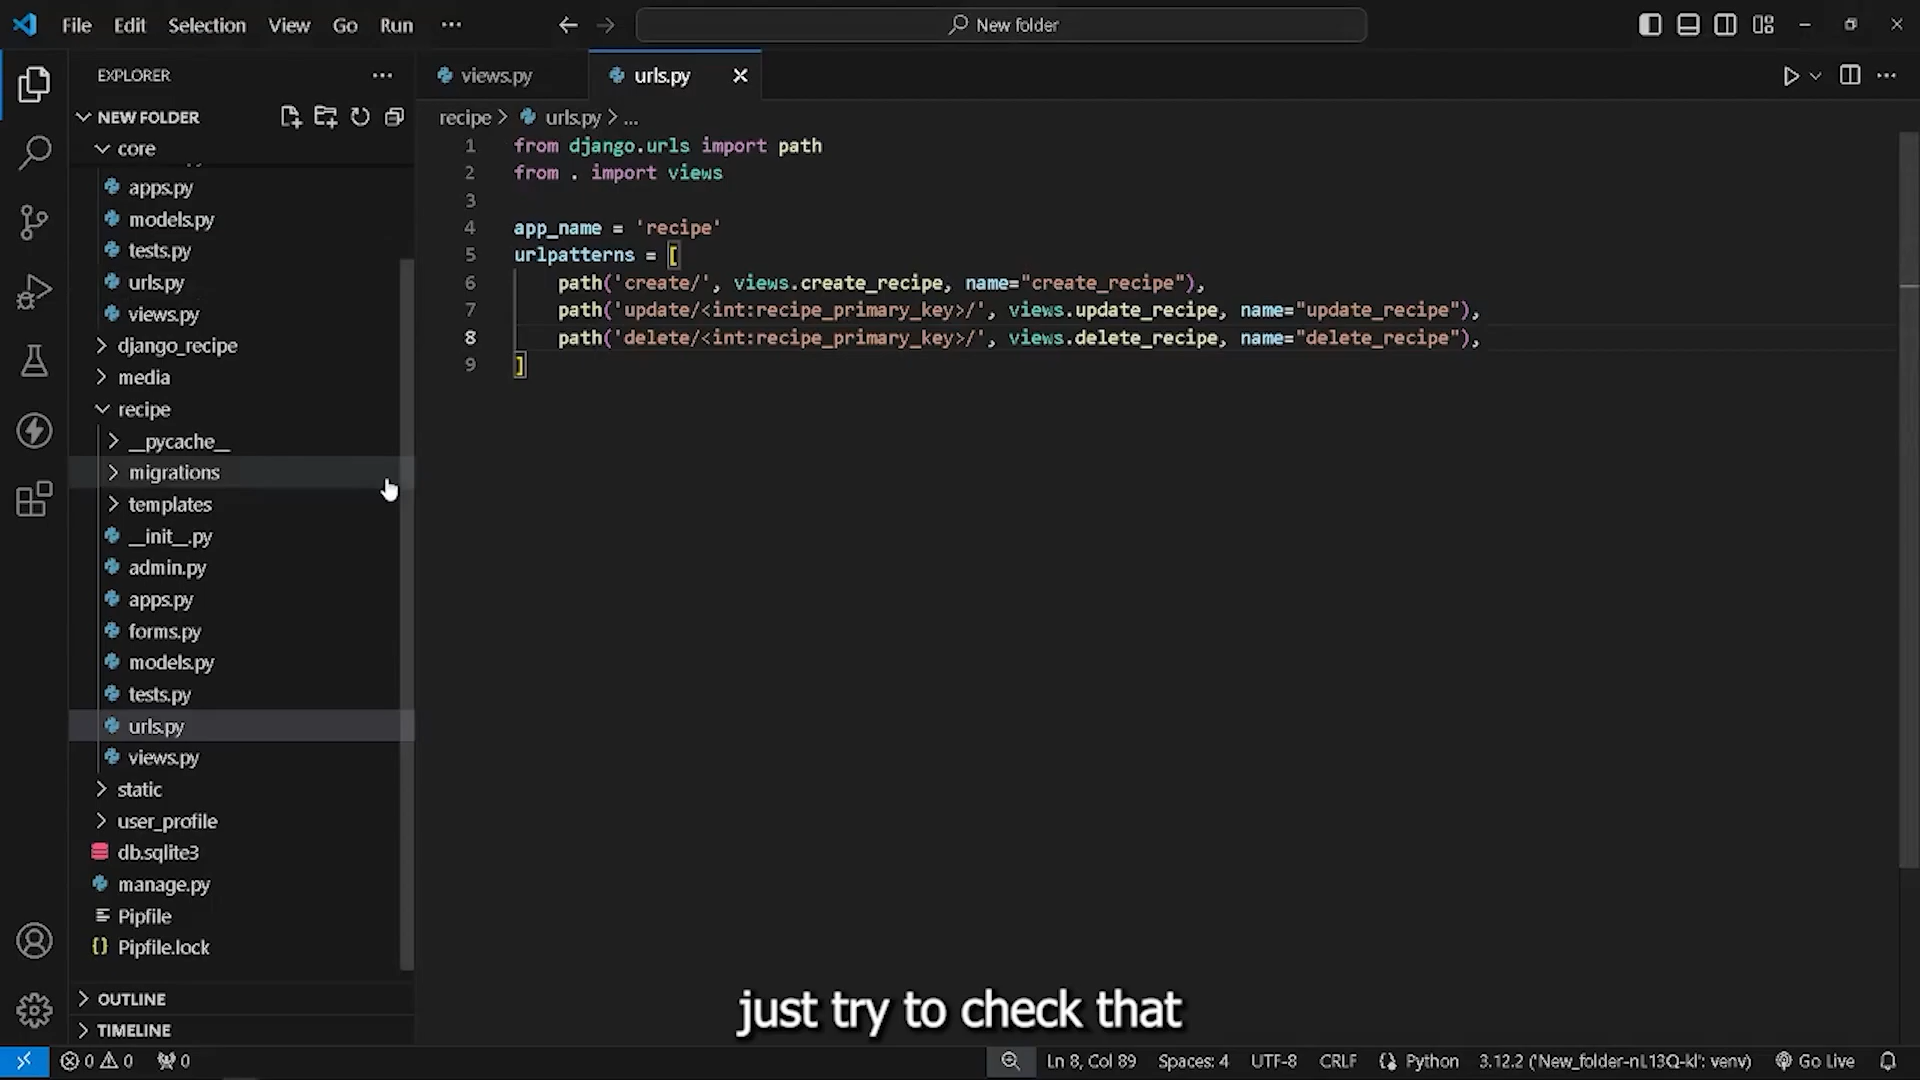 File Edit Selection View Go Run ··· New folder
EXPLORER ···
views.py urls.py
NEW FOLDER
recipe > urls.py > ...
core
apps.py
models.py
tests.py
urls.py
views.py
django_recipe
media
recipe
__pycache__
migrations
templates
__init__.py
admin.py
apps.py
forms.py
models.py
tests.py
urls.py
views.py
static
user_profile
db.sqlite3
manage.py
Pipfile
Pipfile.lock
OUTLINE
TIMELINE
1 from django.urls import path
2 from . import views
3
4 app_name = 'recipe'
5 urlpatterns = [
6 path('create/', views.create_recipe, name="create_recipe"),
7 path('update/<int:recipe_primary_key>/', views.update_recipe, name="update_recipe"),
8 path('delete/<int:recipe_primary_key>/', views.delete_recipe, name="delete_recipe"),
9 ]
just try to check that
0 0 0 Ln 8, Col 89 Spaces: 4 UTF-8 CRLF {} Python 3.12.2 ('New_folder-nL13Q-kl': venv) Go Live